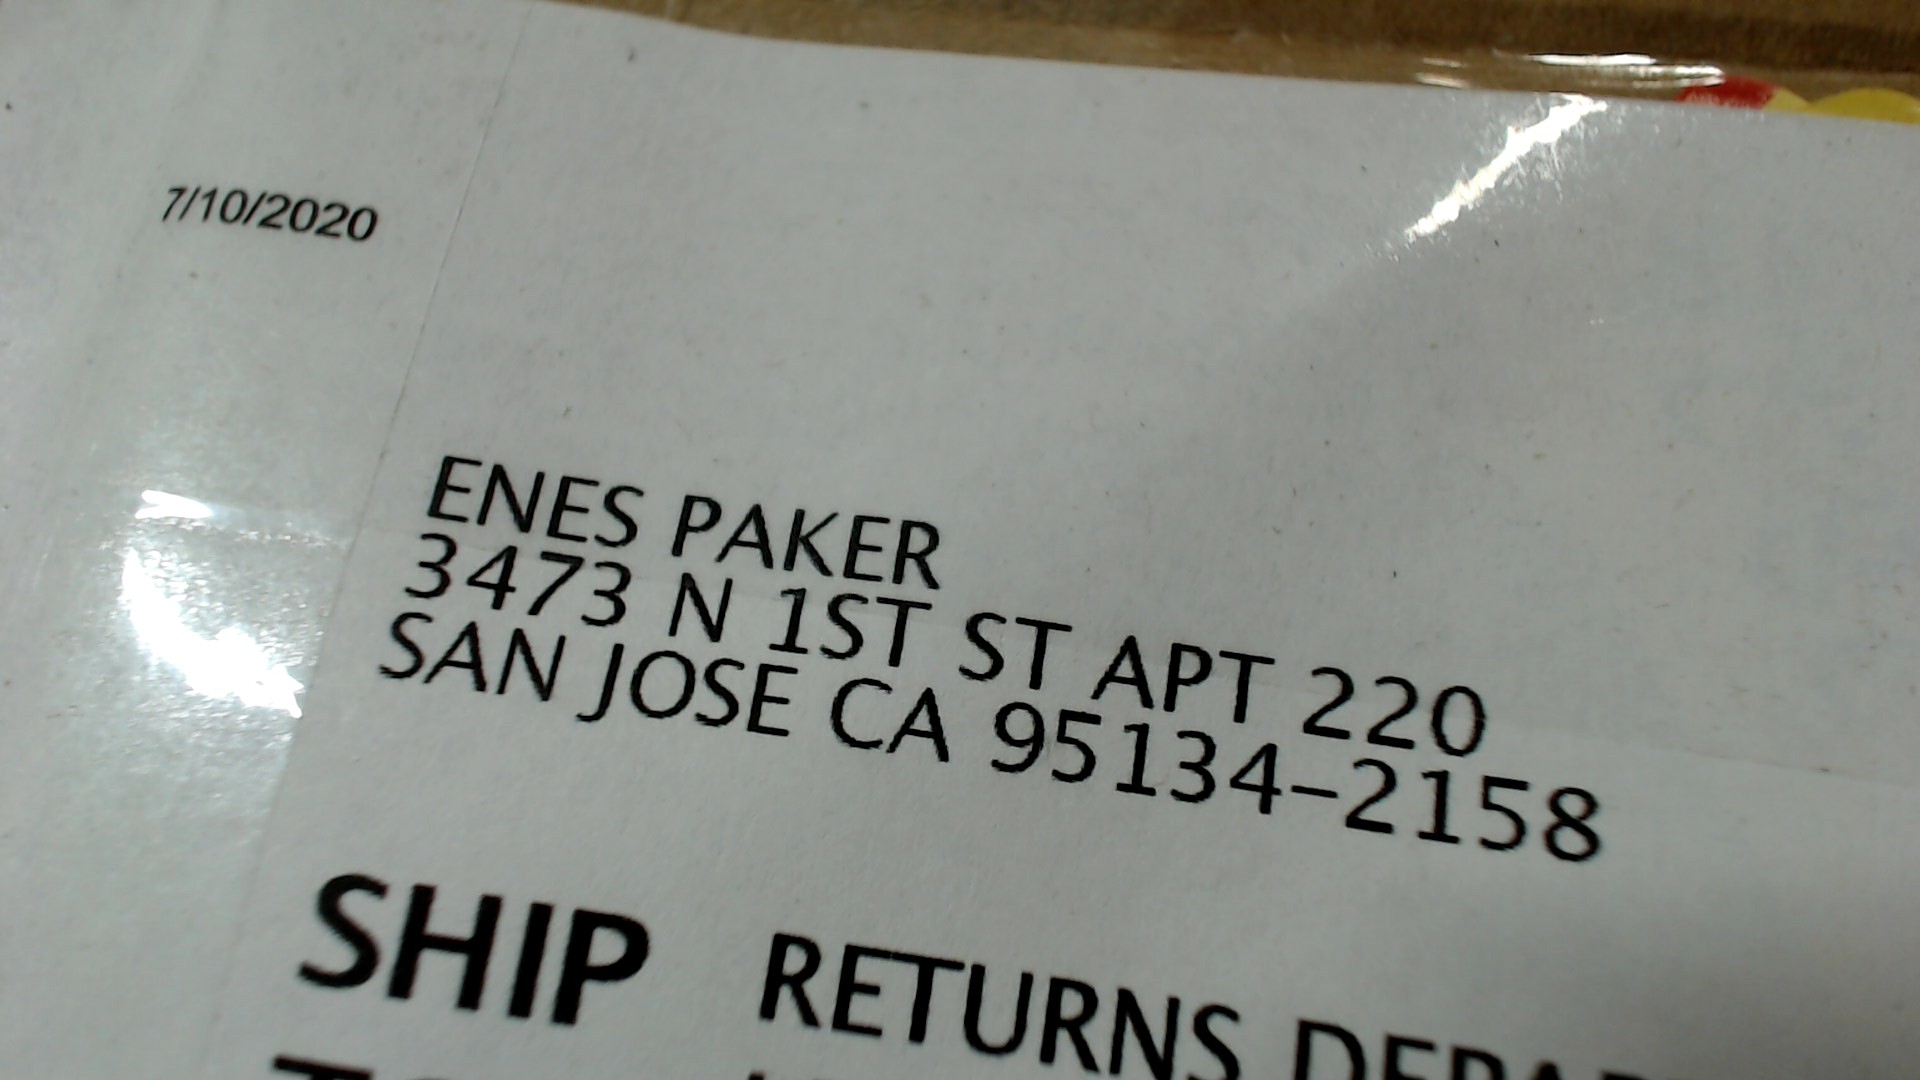 7/10/2020
ENES PAKER
3473 N 1ST ST APT 220
SAN JOSE CA 95134-2158
SHIP RETURNS